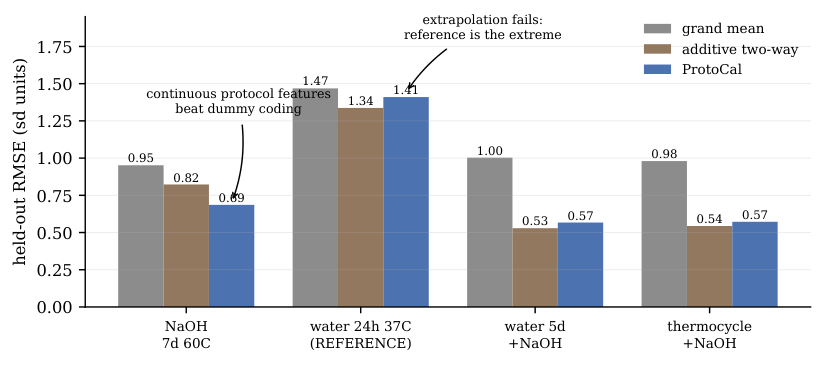 extrapolation fails:
reference is the extreme
grand mean
additive two-way
ProtoCal
continuous protocol features
beat dummy coding
held-out RMSE (sd units)
1.75
1.50
1.25
1.00
0.75
0.50
0.25
0.00
0.95
0.82
0.69
1.47
1.34
1.41
1.00
0.53
0.57
0.98
0.54
0.57
NaOH
7d 60C
water 24h 37C
(REFERENCE)
water 5d
+NaOH
thermocycle
+NaOH